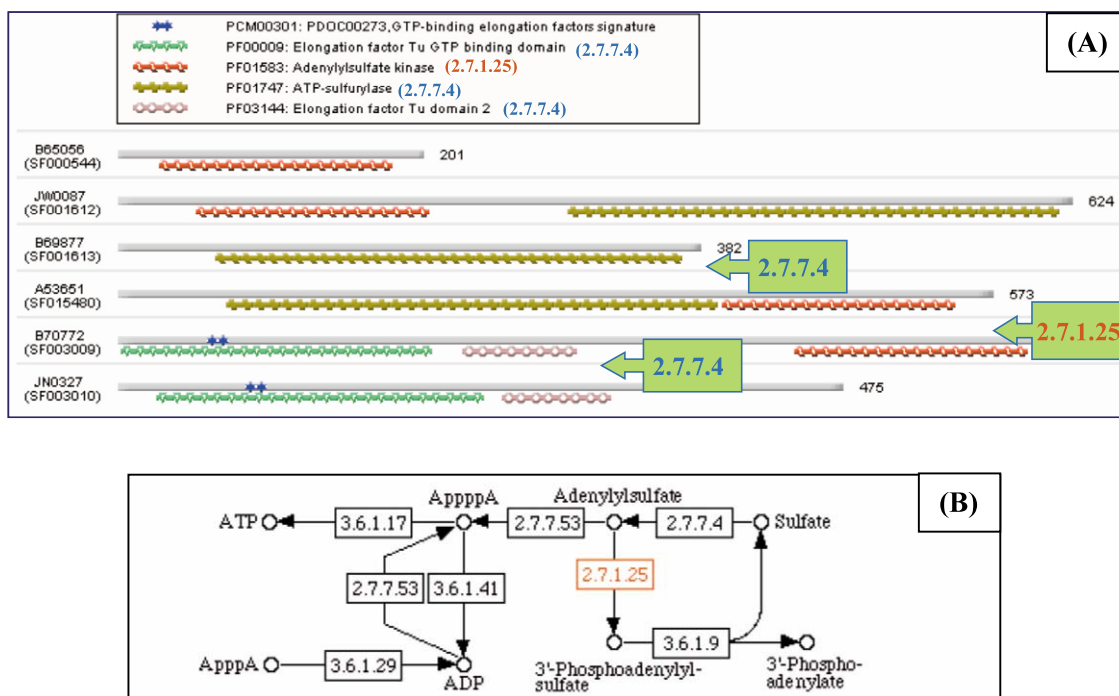 (A)
PCM00301: PDOC00273,GTP-binding elongation factors signature
PF00009: Elongation factor Tu GTP binding domain (2.7.7.4)
PF01583: Adenylylsulfate kinase (2.7.1.25)
PF01747: ATP-sulfurylase (2.7.7.4)
PF03144: Elongation factor Tu domain 2 (2.7.7.4)
B65056
(SF000544)
201
JW0087
(SF001612)
624
B69877
(SF001613)
382
2.7.7.4
A53651
(SF015480)
573
2.7.1.25
B70772
(SF003009)
2.7.7.4
JN0327
(SF003010)
475
(B)
AppppA
Adenylylsulfate
ATP
3.6.1.17
2.7.7.53
2.7.7.4
Sulfate
2.7.7.53
3.6.1.41
2.7.1.25
ApppA
3.6.1.29
ADP
3'-Phosphoadenylyl-
sulfate
3.6.1.9
3'-Phospho-
adenylate